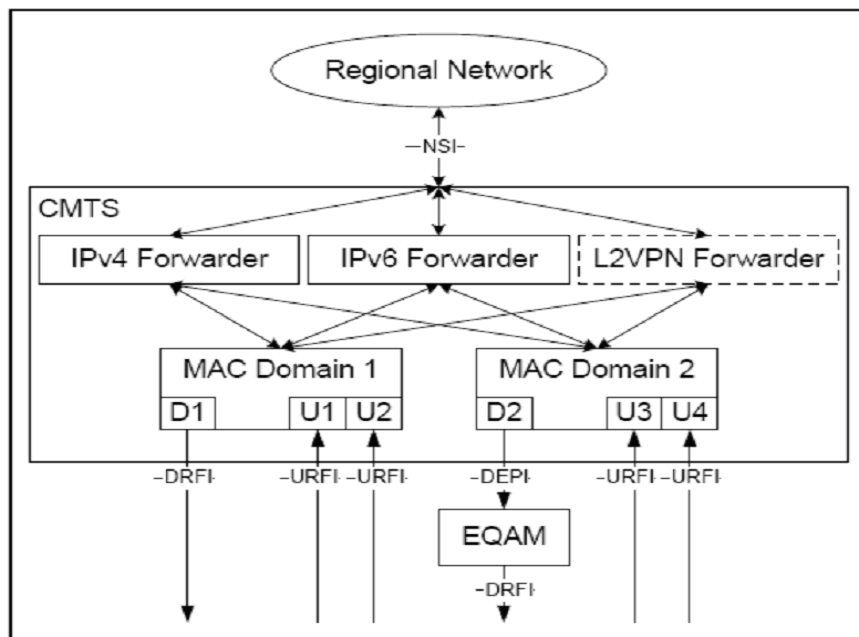 Regional Network
NSI
CMTS
IPv4 Forwarder IPv6 Forwarder L2VPN Forwarder
MAC Domain 1 MAC Domain 2
D1 U1 U2 D2 U3 U4
DRFI URFI URFI DEPI URFI URFI
EQAM
DRFI